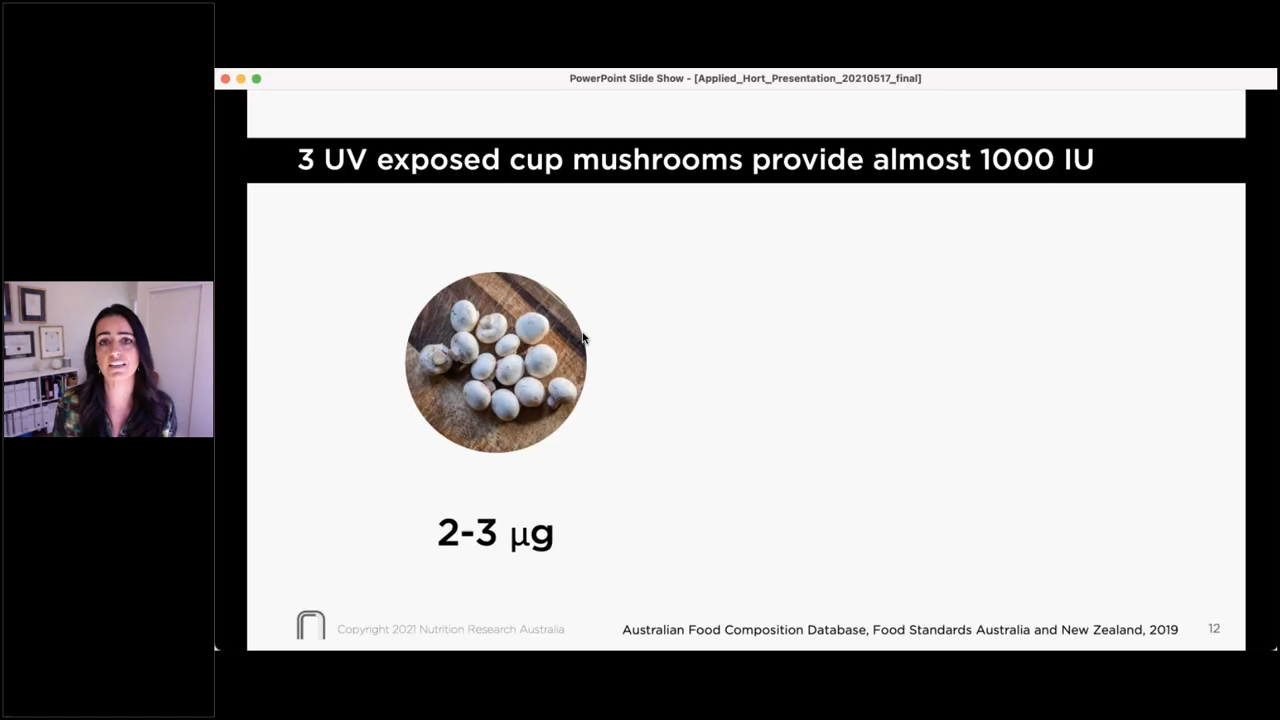 PowerPoint Slide Show - [Applied_Hort_Presentation_20210517_final]
3 UV exposed cup mushrooms provide almost 1000 IU
2-3 µg
Copyright 2021 Nutrition Research Australia
Australian Food Composition Database, Food Standards Australia and New Zealand, 2019
12